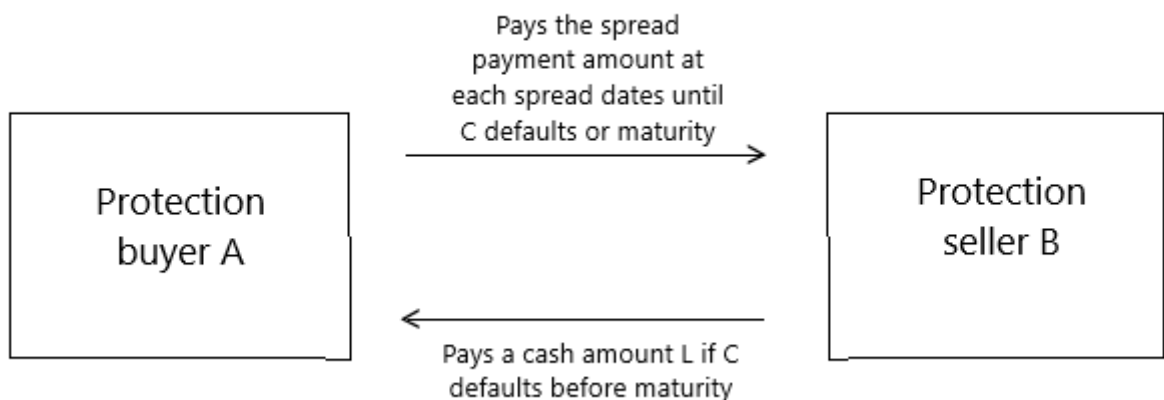 Pays the spread
payment amount at
each spread dates until
C defaults or maturity
Protection
buyer A
Protection
seller B
Pays a cash amount L if C
defaults before maturity